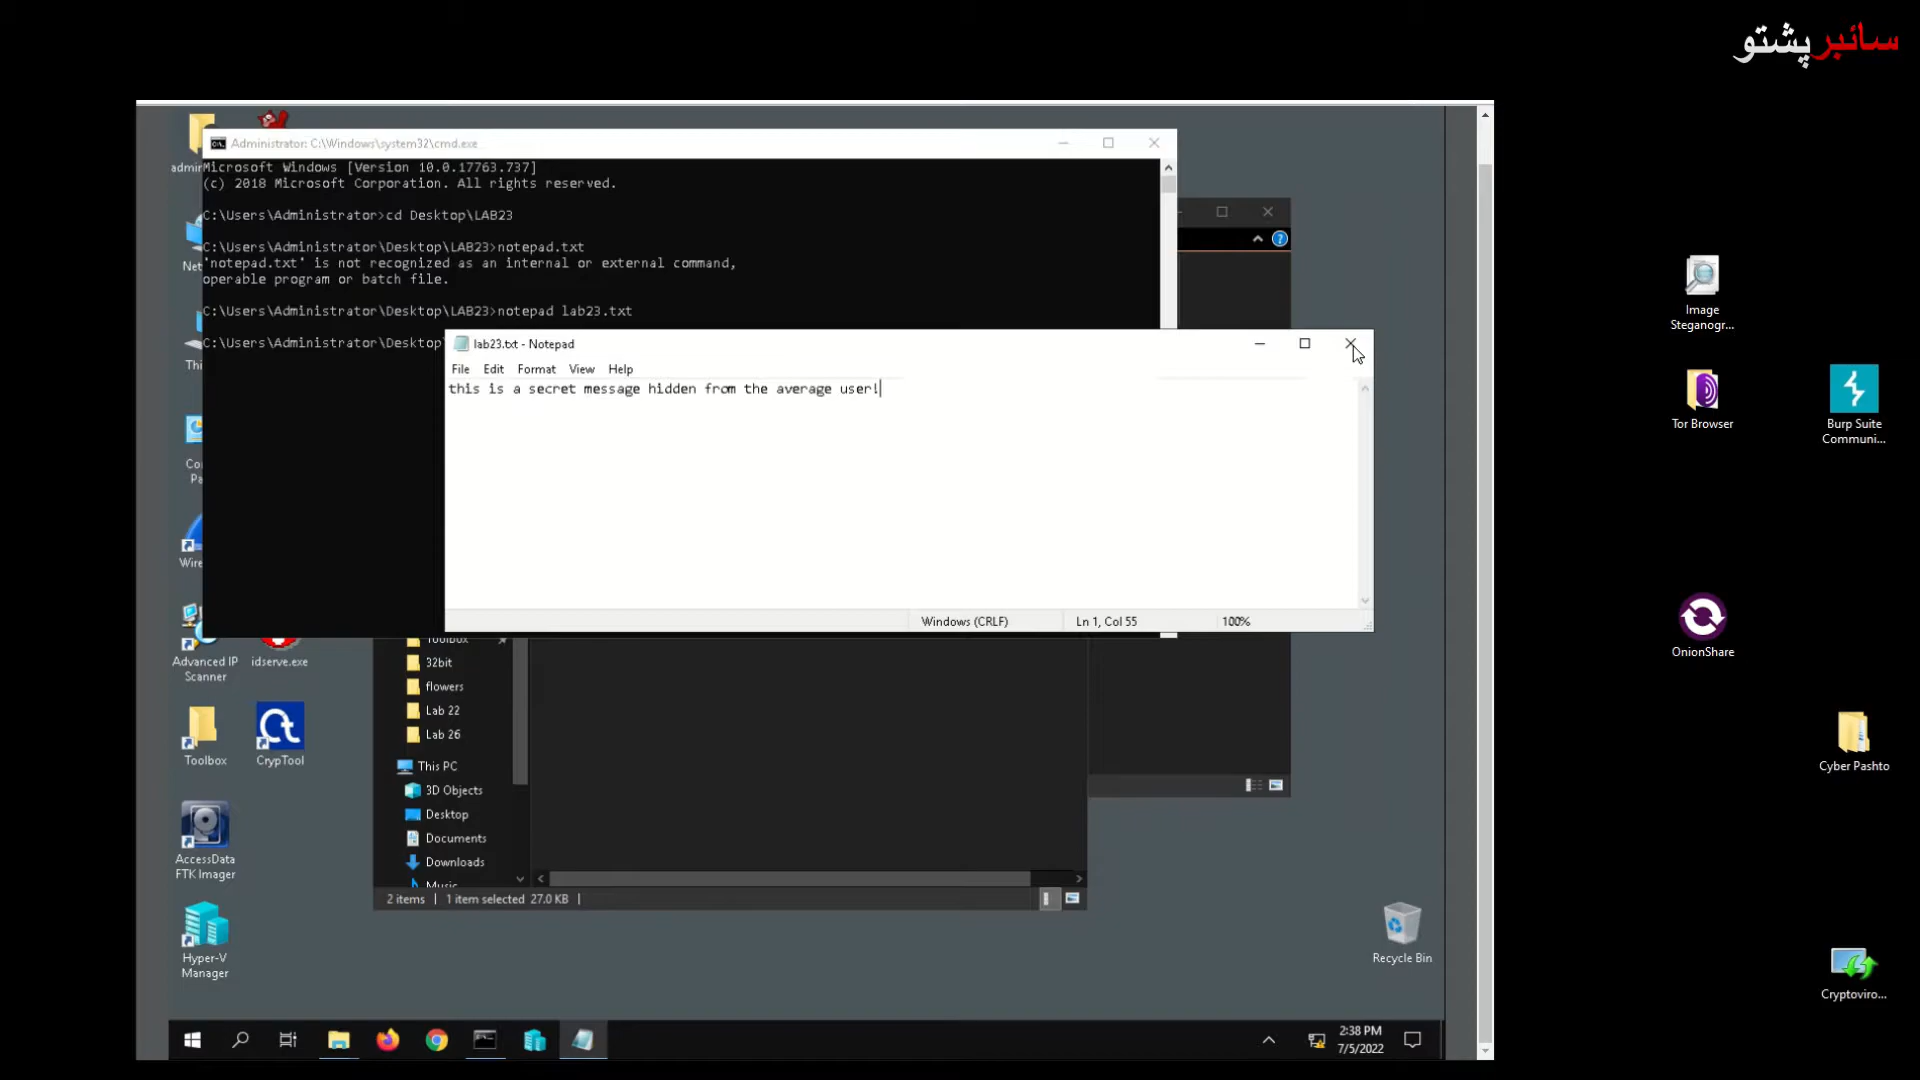 سائبر پشتو
Administrator: C:\Windows\system32\cmd.exe
Microsoft Windows [Version 10.0.17763.737]
(c) 2018 Microsoft Corporation. All rights reserved.
C:\Users\Administrator>cd Desktop\LAB23
C:\Users\Administrator\Desktop\LAB23>notepad.txt
'notepad.txt' is not recognized as an internal or external command,
operable program or batch file.
C:\Users\Administrator\Desktop\LAB23>notepad lab23.txt
C:\Users\Administrator\Desktop
lab23.txt - Notepad
File Edit Format View Help
this is a secret message hidden from the average user!
Windows (CRLF) Ln 1, Col 55 100%
Toolbox
32bit
flowers
Lab 22
Lab 26
This PC
3D Objects
Desktop
Documents
Downloads
Music
2 items 1 item selected 27.0 KB
Advanced IP
Scanner
idserve.exe
Toolbox
CrypTool
AccessData
FTK Imager
Hyper-V
Manager
Recycle Bin
2:38 PM
7/5/2022
Image
Steganogr...
Tor Browser
Burp Suite
Communi...
OnionShare
Cyber Pashto
Cryptoviro...